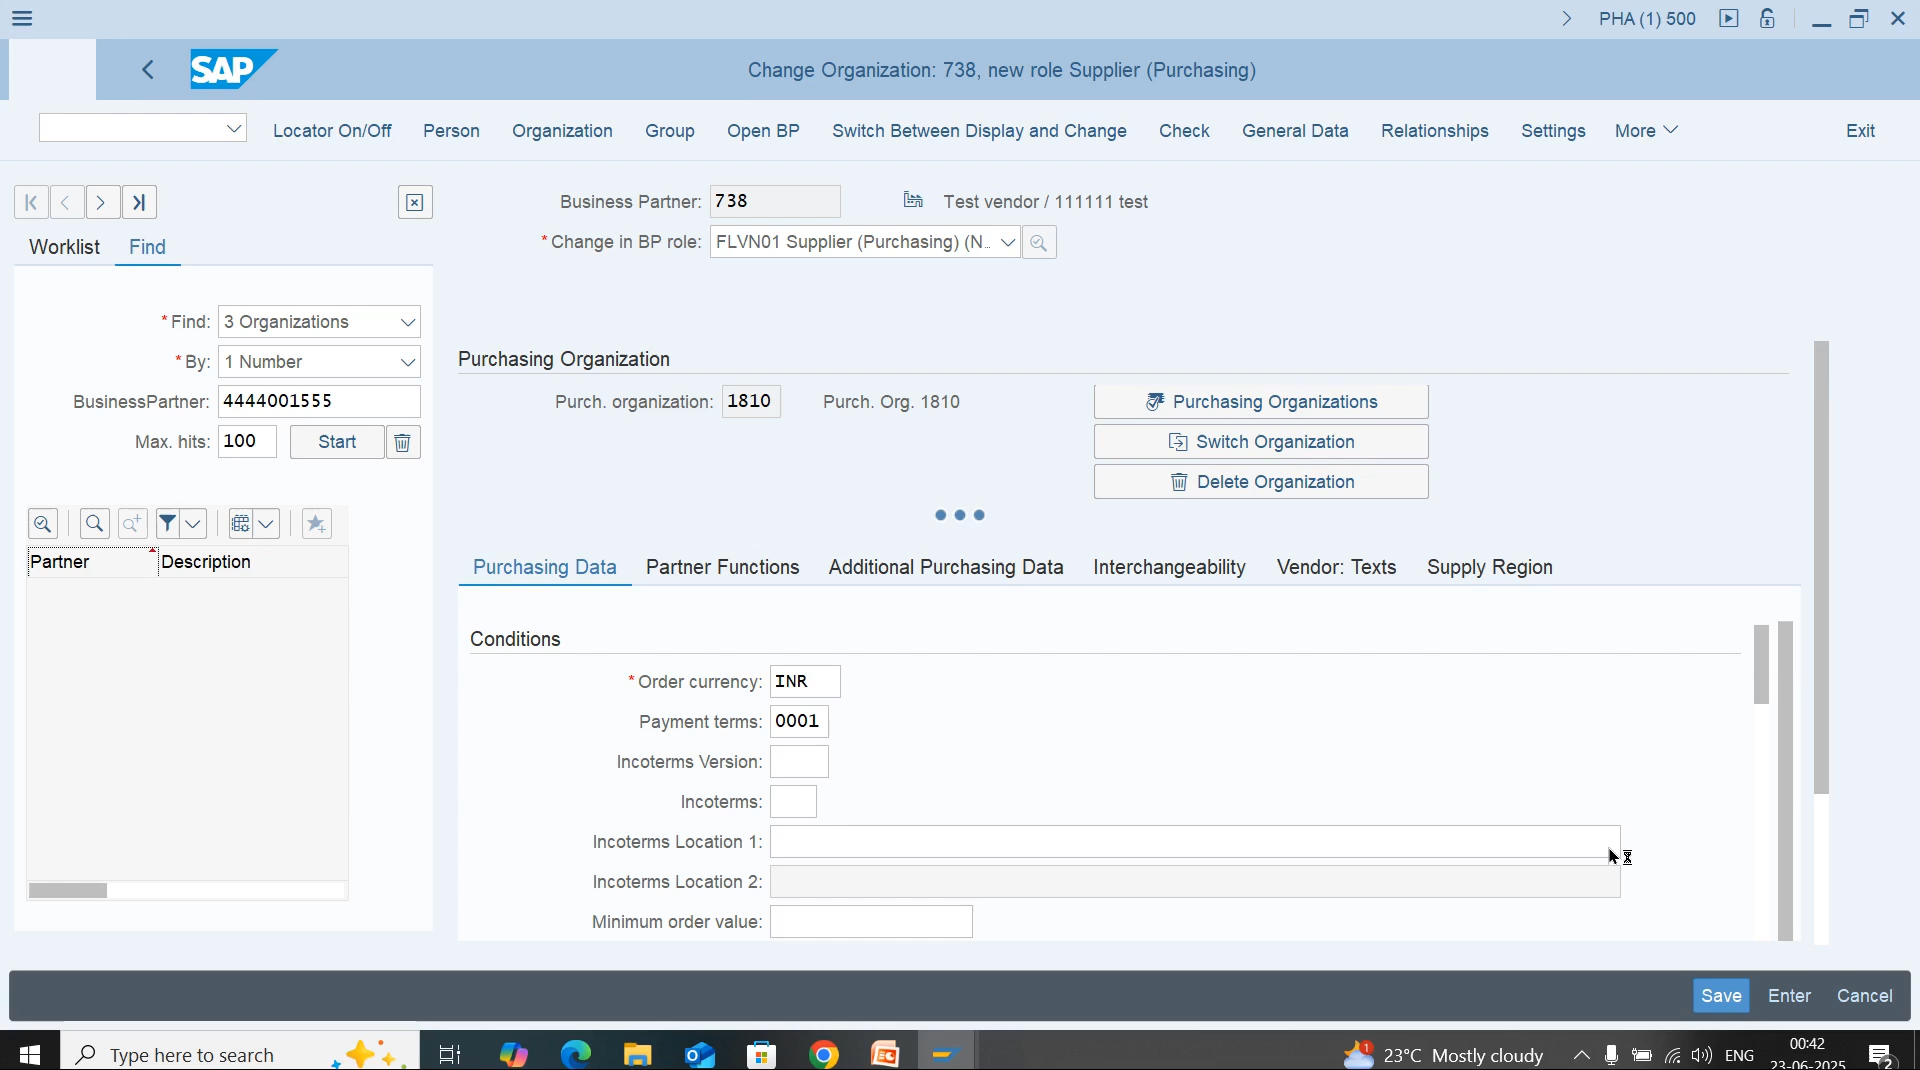 PHA (1) 500
SAP
Change Organization: 738, new role Supplier (Purchasing)
Locator On/Off Person Organization Group Open BP Switch Between Display and Change Check General Data Relationships Settings More Exit
Business Partner: 738 Test vendor / 111111 test
* Change in BP role: FLVN01 Supplier (Purchasing) (N..
Worklist Find
* Find: 3 Organizations
* By: 1 Number
BusinessPartner: 4444001555
Max. hits: 100 Start
Partner Description
Purchasing Organization
Purch. organization: 1810 Purch. Org. 1810
Purchasing Organizations
Switch Organization
Delete Organization
Purchasing Data Partner Functions Additional Purchasing Data Interchangeability Vendor: Texts Supply Region
Conditions
* Order currency: INR
Payment terms: 0001
Incoterms Version:
Incoterms:
Incoterms Location 1:
Incoterms Location 2:
Minimum order value:
Save Enter Cancel
Type here to search
1
23°C Mostly cloudy
ENG
00:42
23-06-2025
2